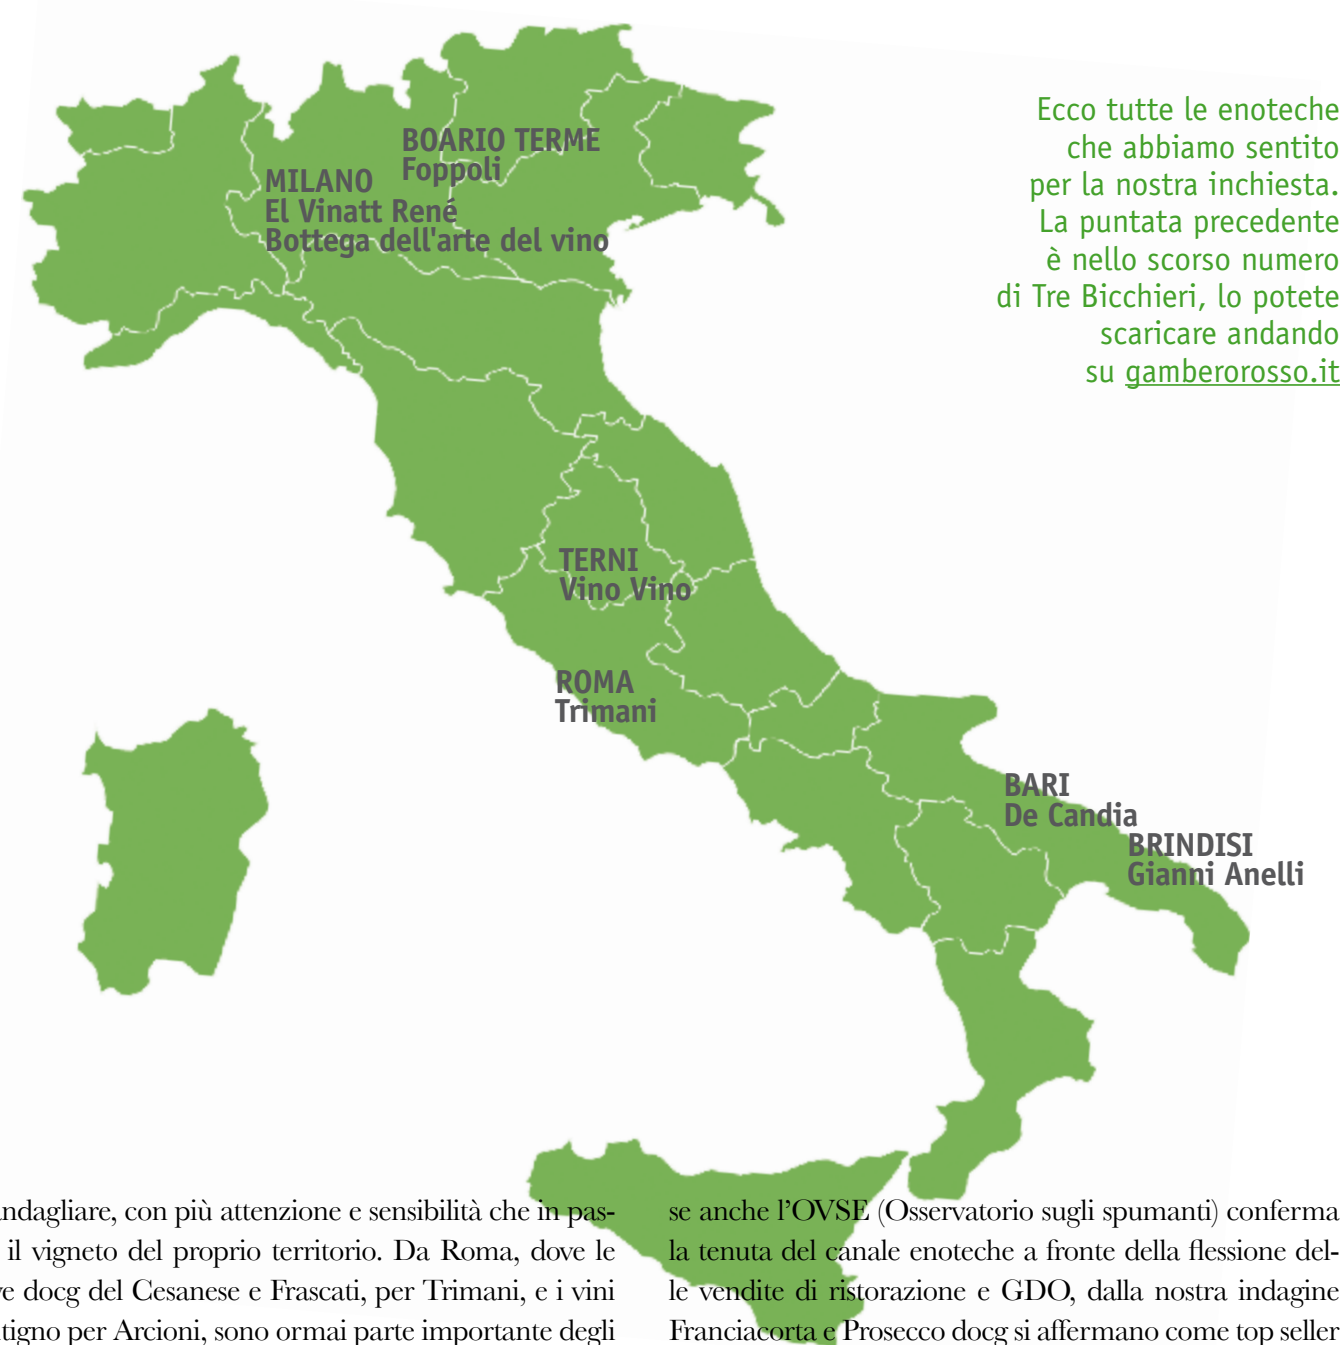 BOARIO TERME
Foppoli
MILANO
El Vinatt René
Bottega dell'arte del vino
Ecco tutte le enoteche
che abbiamo sentito
per la nostra inchiesta.
La puntata precedente
è nello scorso numero
di Tre Bicchieri, lo potete
scaricare andando
su gamberorosso.it
TERNI
Vino Vino
ROMA
Trimani
BARI
De Candia
BRINDISI
Gianni Anelli
ndagliare, con più attenzione e sensibilità che in pas-
il vigneto del proprio territorio. Da Roma, dove le
ve docg del Cesanese e Frascati, per Trimani, e i vini
tigno per Arcioni, sono ormai parte importante degli
se anche l'OVSE (Osservatorio sugli spumanti) conferma
la tenuta del canale enoteche a fronte della flessione del-
le vendite di ristorazione e GDO, dalla nostra indagine
Franciacorta e Prosecco docg si affermano come top seller